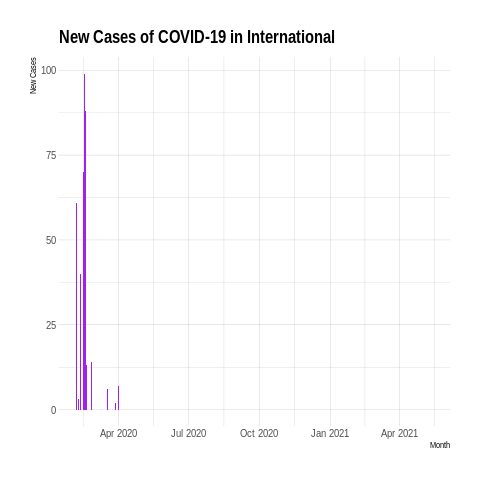 New Cases of COVID-19 in International
New Cases
100
75
50
25
0
Apr 2020 Jul 2020 Oct 2020 Jan 2021 Apr 2021
Month